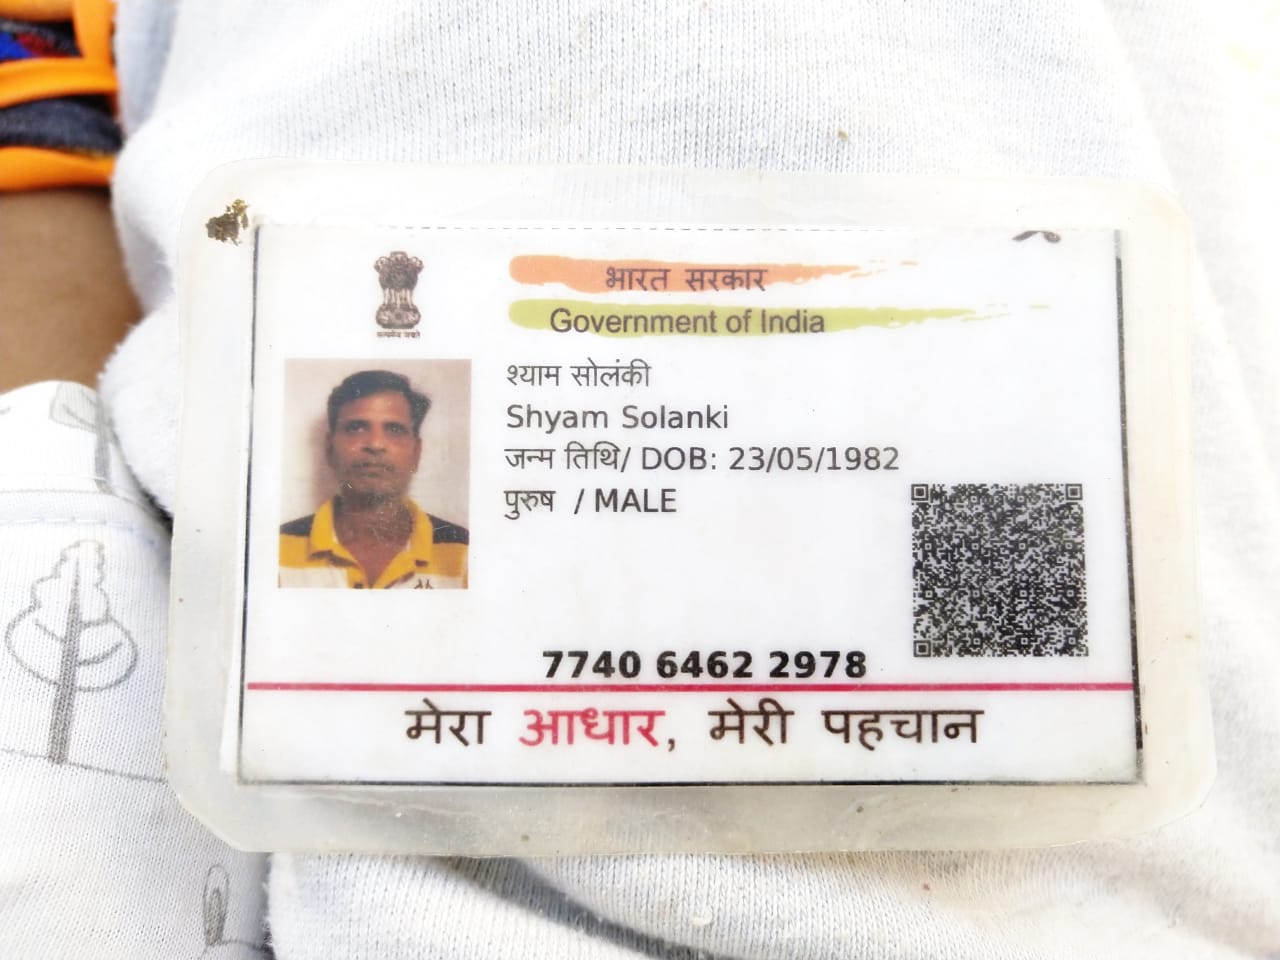 भारत सरकार
Government of India
सत्यमेव जयते
श्याम सोलंकी
Shyam Solanki
जन्म तिथि/ DOB: 23/05/1982
पुरुष / MALE
7740 6462 2978
मेरा आधार, मेरी पहचान